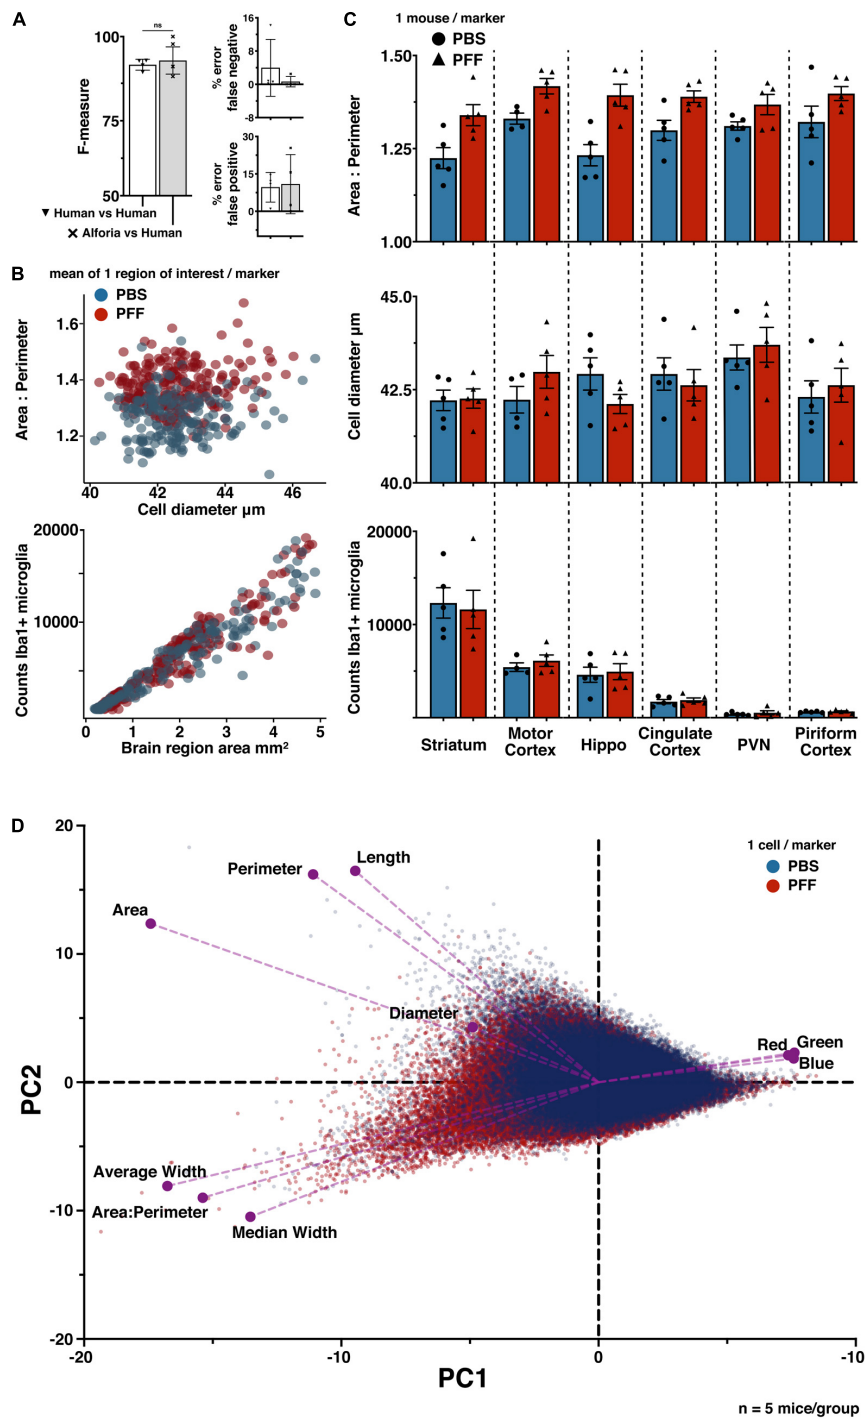 A
ns
100
75
50
F-measure
▼ Human vs Human
× Alforia vs Human
16
8
0
-8
% error
false negative
30
15
0
% error
false positive
B
mean of 1 region of interest / marker
PBS
PFF
1.6
1.4
1.2
Area : Perimeter
40 42 44 46
Cell diameter µm
20000
10000
Counts Iba1+ microglia
0 1 2 3 4 5
Brain region area mm²
C
1 mouse / marker
PBS
PFF
1.50
1.25
1.00
Area : Perimeter
45.0
42.5
40.0
Cell diameter µm
20000
10000
Counts Iba1+ microglia
Striatum
Motor
Cortex
Hippo
Cingulate
Cortex
PVN
Piriform
Cortex
D
1 cell / marker
PBS
PFF
20
10
0
-10
-20
PC2
Perimeter
Length
Area
Diameter
Red
Green
Blue
Average Width
Area:Perimeter
Median Width
-20 -10 0 -10
PC1
n = 5 mice/group